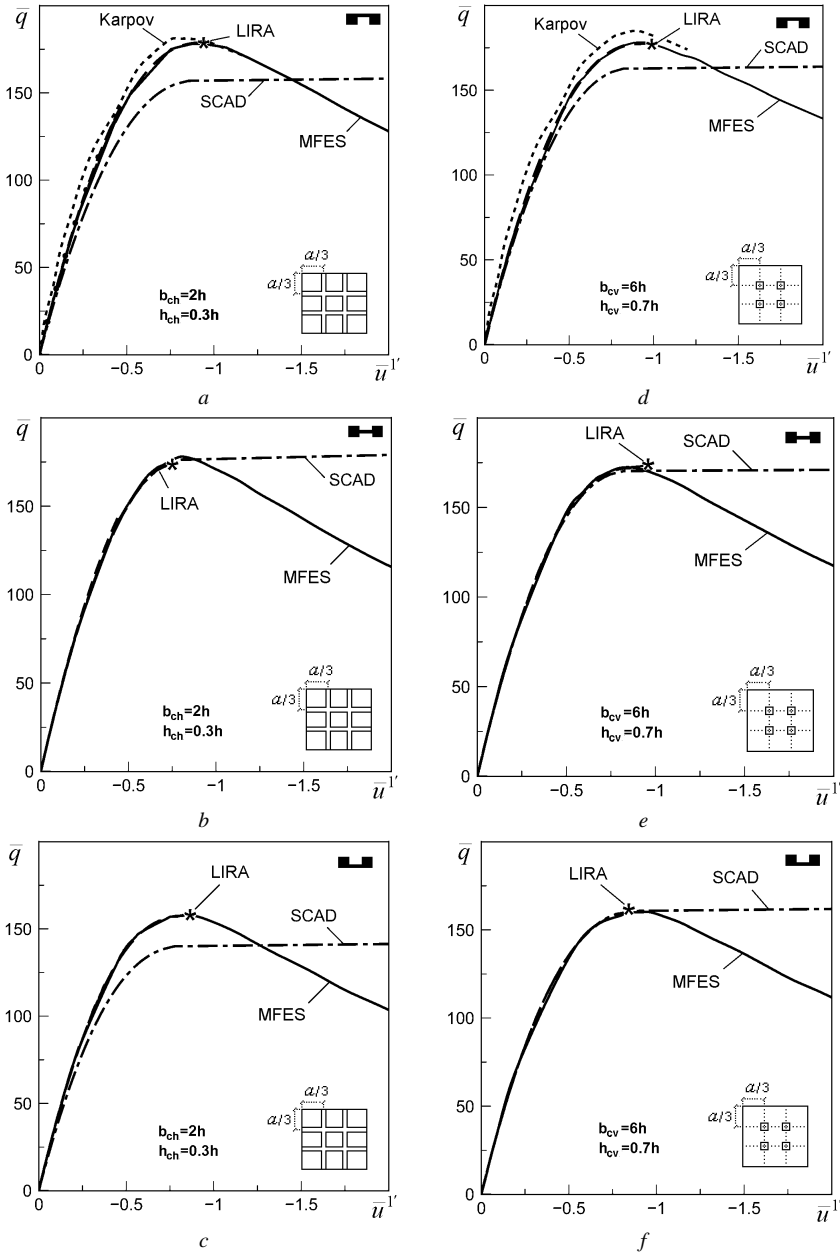 q̅
Karpov
LIRA
SCAD
MFES
200
150
100
50
0
a/3
a/3
b_ch=2h
h_ch=0.3h
0
−0.5
−1
−1.5
u̅^1′
a
q̅
Karpov
LIRA
SCAD
MFES
150
100
50
0
a/3
a/3
b_cv=6h
h_cv=0.7h
0
−0.5
−1
−1.5
u̅^1′
d
q̅
SCAD
LIRA
MFES
150
100
50
0
a/3
a/3
b_ch=2h
h_ch=0.3h
0
−0.5
−1
−1.5
u̅^1′
b
q̅
LIRA
SCAD
MFES
150
100
50
0
a/3
a/3
b_cv=6h
h_cv=0.7h
0
−0.5
−1
−1.5
u̅^1′
e
q̅
LIRA
SCAD
MFES
150
100
50
0
a/3
a/3
b_ch=2h
h_ch=0.3h
0
−0.5
−1
−1.5
u̅^1′
c
q̅
LIRA
SCAD
MFES
150
100
50
0
a/3
a/3
b_cv=6h
h_cv=0.7h
0
−0.5
−1
−1.5
u̅^1′
f